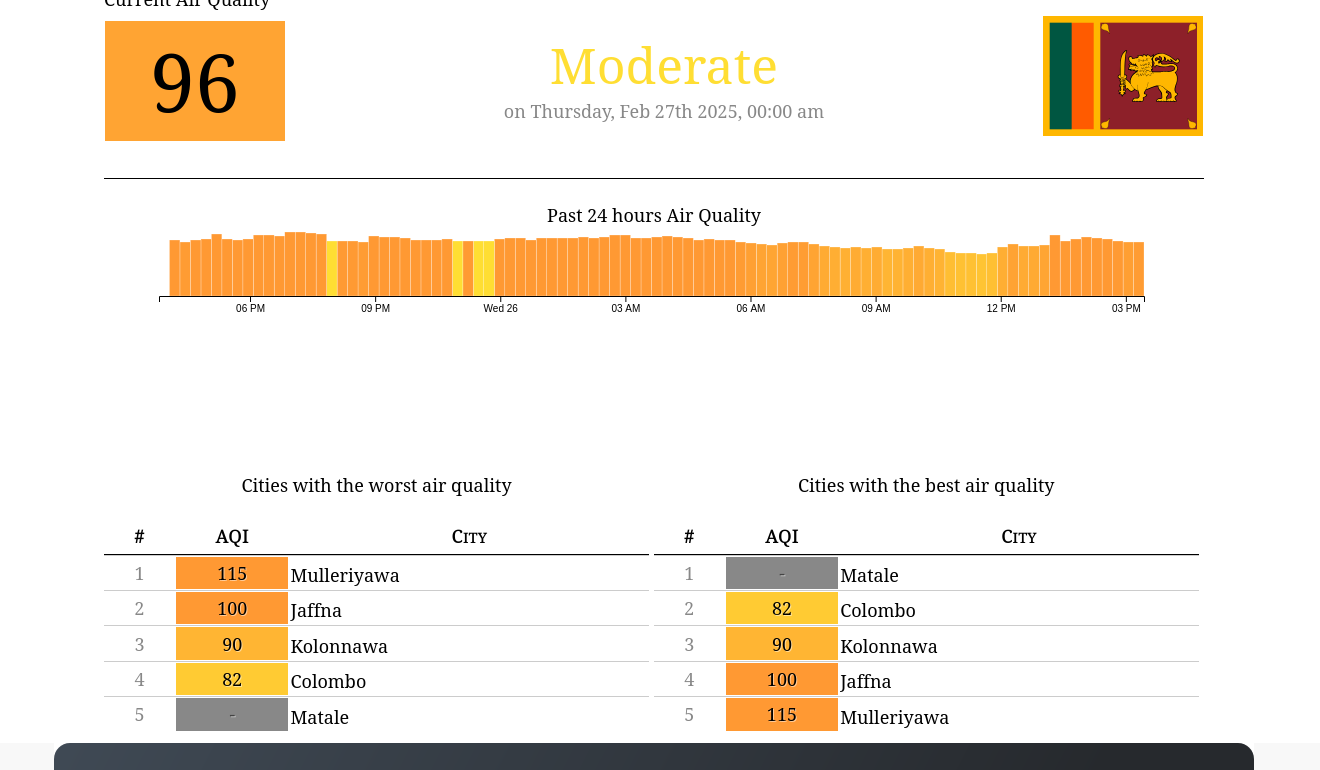 Current Air Quality
96
Moderate
on Thursday, Feb 27th 2025, 00:00 am
Past 24 hours Air Quality
06 PM 09 PM Wed 26 03 AM 06 AM 09 AM 12 PM 03 PM
Cities with the worst air quality
# AQI City
1 115 Mulleriyawa
2 100 Jaffna
3 90 Kolonnawa
4 82 Colombo
5 - Matale
Cities with the best air quality
# AQI City
1 - Matale
2 82 Colombo
3 90 Kolonnawa
4 100 Jaffna
5 115 Mulleriyawa